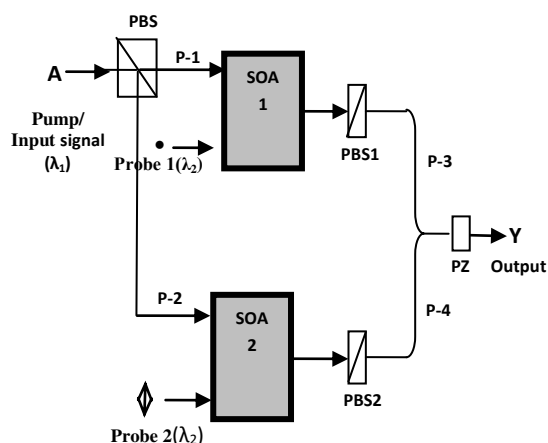 PBS
A
P-1
SOA
1
Pump/
Input signal
(λ₁)
Probe 1(λ₂)
PBS1
P-3
Y
PZ
Output
P-2
P-4
SOA
2
PBS2
Probe 2(λ₂)